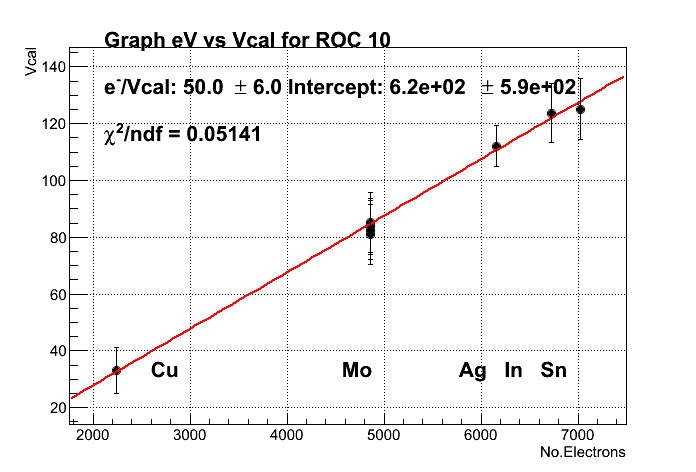 Graph eV vs Vcal for ROC 10
Vcal
e⁻/Vcal: 50.0 ± 6.0 Intercept: 6.2e+02 ± 5.9e+02
χ²/ndf = 0.05141
140
120
100
80
60
40
20
Cu Mo Ag In Sn
2000 3000 4000 5000 6000 7000
No.Electrons